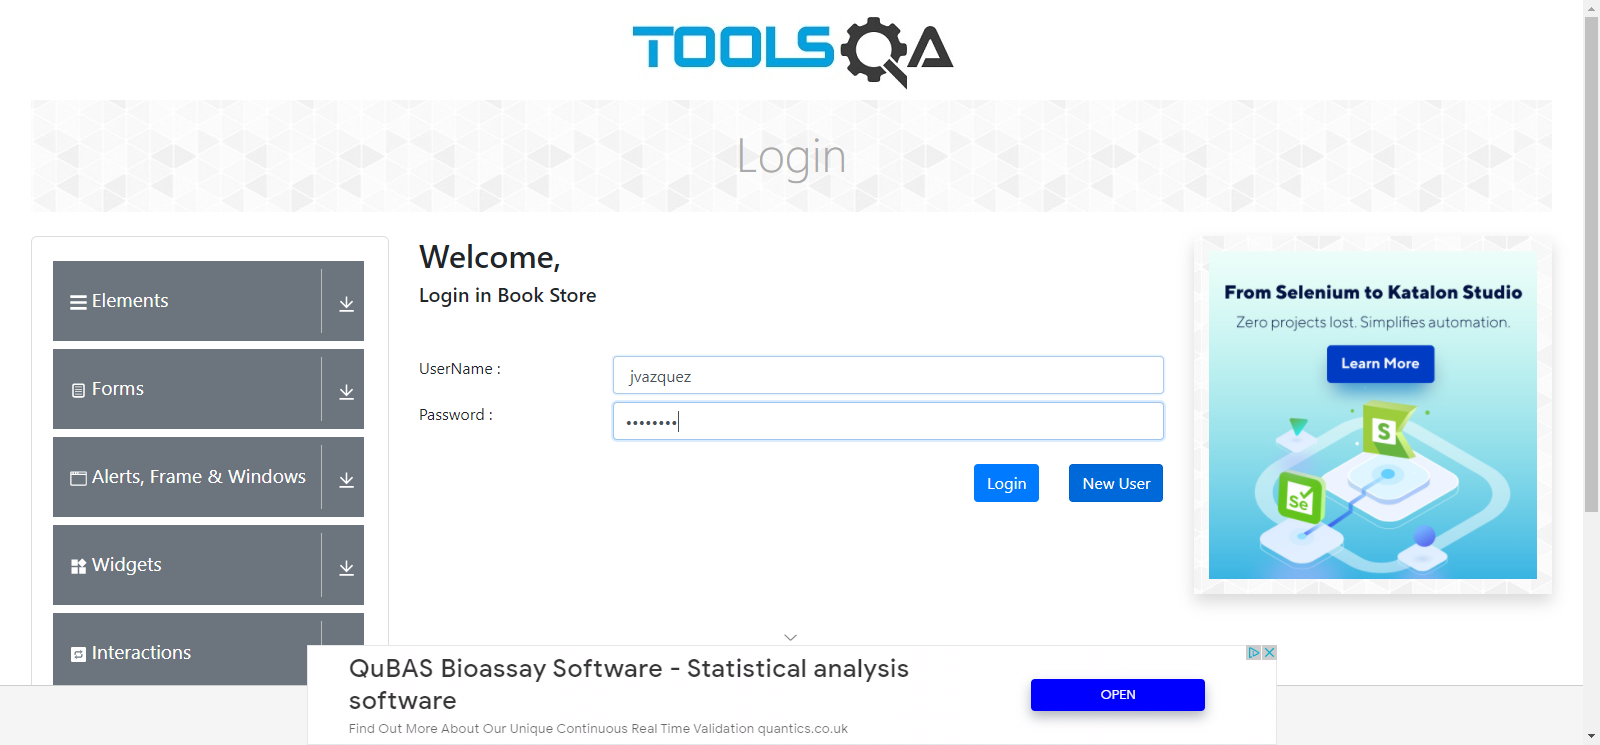 TOOLSQA
Login
Elements
Forms
Alerts, Frame & Windows
Widgets
Interactions
Welcome,
Login in Book Store
UserName :
jvazquez
Password :
••••••••
Login
New User
From Selenium to Katalon Studio
Zero projects lost. Simplifies automation.
Learn More
S
Se
QuBAS Bioassay Software - Statistical analysis
software
Find Out More About Our Unique Continuous Real Time Validation quantics.co.uk
OPEN